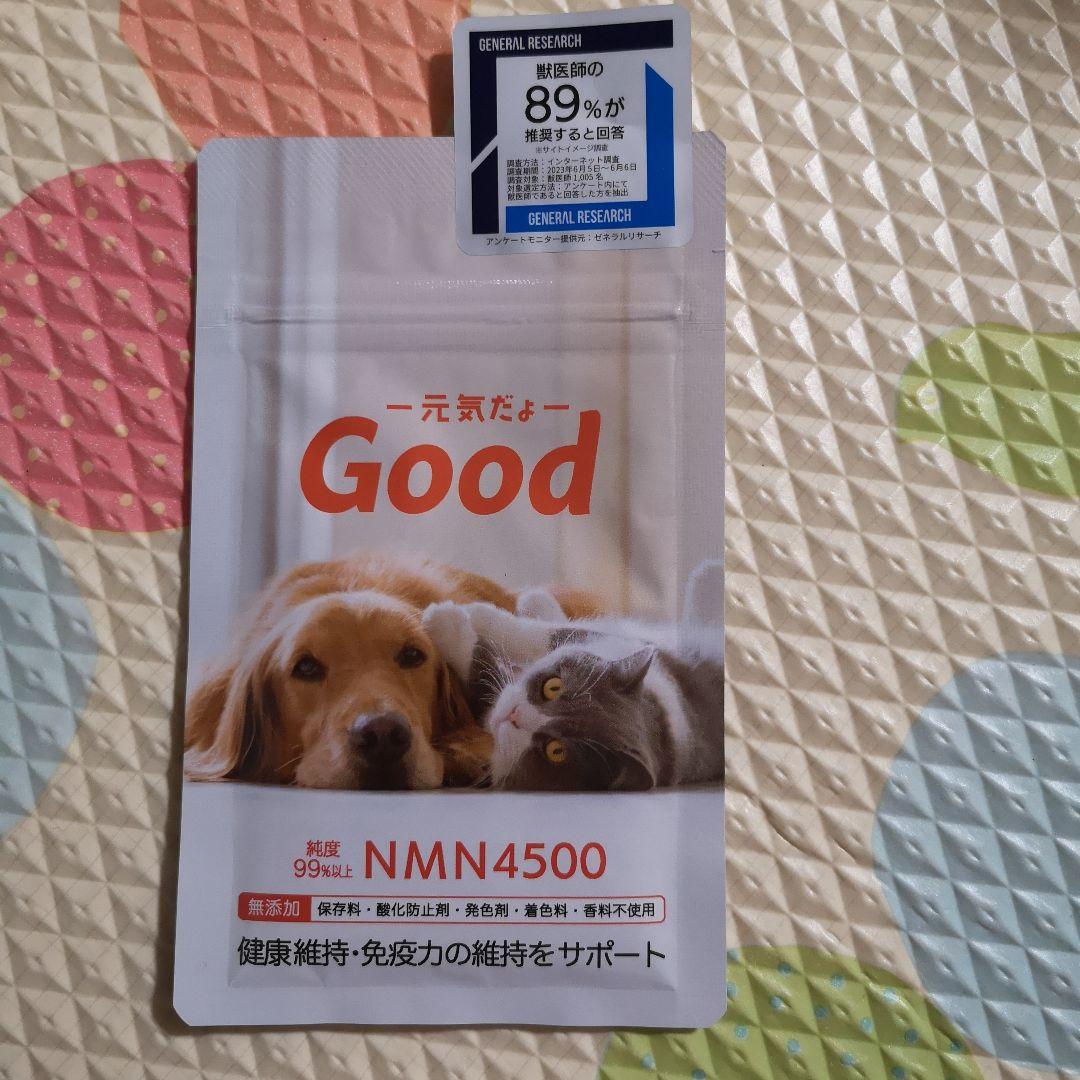 GENERAL RESEARCH
獣医師の
89%が
推奨すると回答
※サイトイメージ調査
調査方法：インターネット調査
調査期間：2023年6月5日～6月6日
調査対象：獣医師 1,005 名
対象選定方法：アンケート内にて
獣医師であると回答した方を抽出
GENERAL RESEARCH
アンケートモニター提供元：ゼネラルリサーチ
ー元気だょー
Good
純度
99%以上 NMN4500
無添加 保存料・酸化防止剤・発色剤・着色料・香料不使用
健康維持・免疫力の維持をサポート